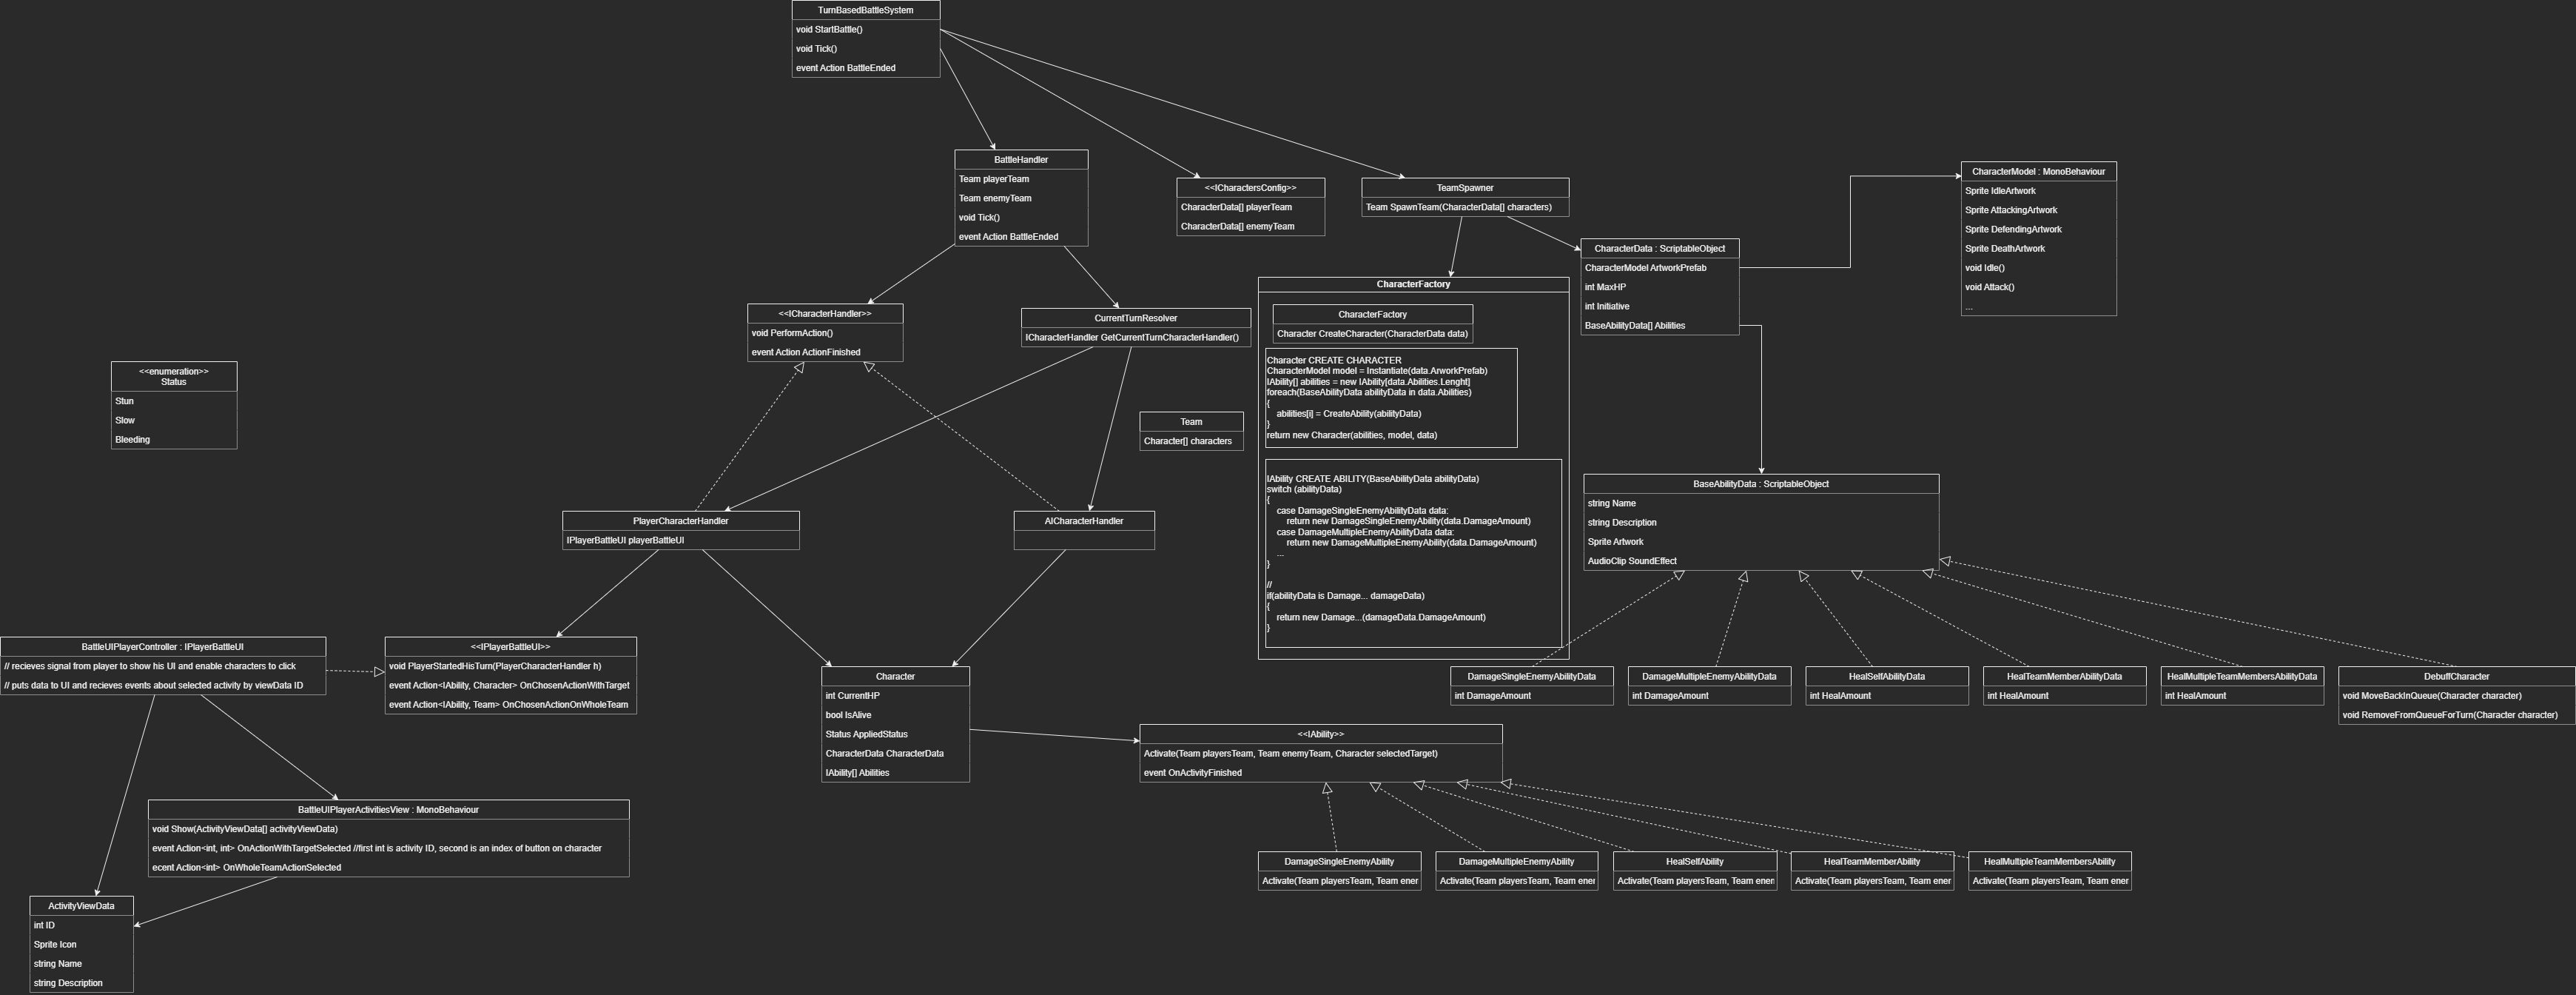 TurnBasedBattleSystem
void StartBattle()
void Tick()
event Action BattleEnded
BattleHandler
Team playerTeam
Team enemyTeam
void Tick()
event Action BattleEnded
<<ICharactersConfig>>
CharacterData[] playerTeam
CharacterData[] enemyTeam
TeamSpawner
Team SpawnTeam(CharacterData[] characters)
CharacterModel : MonoBehaviour
Sprite IdleArtwork
Sprite AttackingArtwork
Sprite DefendingArtwork
Sprite DeathArtwork
void Idle()
void Attack()
...
CharacterData : ScriptableObject
CharacterModel ArtworkPrefab
int MaxHP
int Initiative
BaseAbilityData[] Abilities
<<ICharacterHandler>>
void PerformAction()
event Action ActionFinished
CurrentTurnResolver
ICharacterHandler GetCurrentTurnCharacterHandler()
CharacterFactory
CharacterFactory
Character CreateCharacter(CharacterData data)
Character CREATE CHARACTER
CharacterModel model = Instantiate(data.ArworkPrefab)
IAbility[] abilities = new IAbility[data.Abilities.Lenght]
foreach(BaseAbilityData abilityData in data.Abilities)
{
abilities[i] = CreateAbility(abilityData)
}
return new Character(abilities, model, data)
IAbility CREATE ABILITY(BaseAbilityData abilityData)
switch (abilityData)
{
case DamageSingleEnemyAbilityData data:
return new DamageSingleEnemyAbility(data.DamageAmount)
case DamageMultipleEnemyAbilityData data:
return new DamageMultipleEnemyAbility(data.DamageAmount)
...
}
//
if(abilityData is Damage... damageData)
{
return new Damage...(damageData.DamageAmount)
}
<<enumeration>>
Status
Stun
Slow
Bleeding
Team
Character[] characters
BaseAbilityData : ScriptableObject
string Name
string Description
Sprite Artwork
AudioClip SoundEffect
PlayerCharacterHandler
IPlayerBattleUI playerBattleUI
AICharacterHandler
BattleUIPlayerController : IPlayerBattleUI
// recieves signal from player to show his UI and enable characters to click
// puts data to UI and recieves events about selected activity by viewData ID
<<IPlayerBattleUI>>
void PlayerStartedHisTurn(PlayerCharacterHandler h)
event Action<IAbility, Character> OnChosenActionWithTarget
event Action<IAbility, Team> OnChosenActionOnWholeTeam
Character
int CurrentHP
bool IsAlive
Status AppliedStatus
CharacterData CharacterData
IAbility[] Abilities
DamageSingleEnemyAbilityData
int DamageAmount
DamageMultipleEnemyAbilityData
int DamageAmount
HealSelfAbilityData
int HealAmount
HealTeamMemberAbilityData
int HealAmount
HealMultipleTeamMembersAbilityData
int HealAmount
DebuffCharacter
void MoveBackInQueue(Character character)
void RemoveFromQueueForTurn(Character character)
<<IAbility>>
Activate(Team playersTeam, Team enemyTeam, Character selectedTarget)
event OnActivityFinished
BattleUIPlayerActivitiesView : MonoBehaviour
void Show(ActivityViewData[] activityViewData)
event Action<int, int> OnActionWithTargetSelected //first int is activity ID, second is an index of button on character
ecent Action<int> OnWholeTeamActionSelected
DamageSingleEnemyAbility
Activate(Team playersTeam, Team ener
DamageMultipleEnemyAbility
Activate(Team playersTeam, Team ener
HealSelfAbility
Activate(Team playersTeam, Team enem
HealTeamMemberAbility
Activate(Team playersTeam, Team ener
HealMultipleTeamMembersAbility
Activate(Team playersTeam, Team ener
ActivityViewData
int ID
Sprite Icon
string Name
string Description